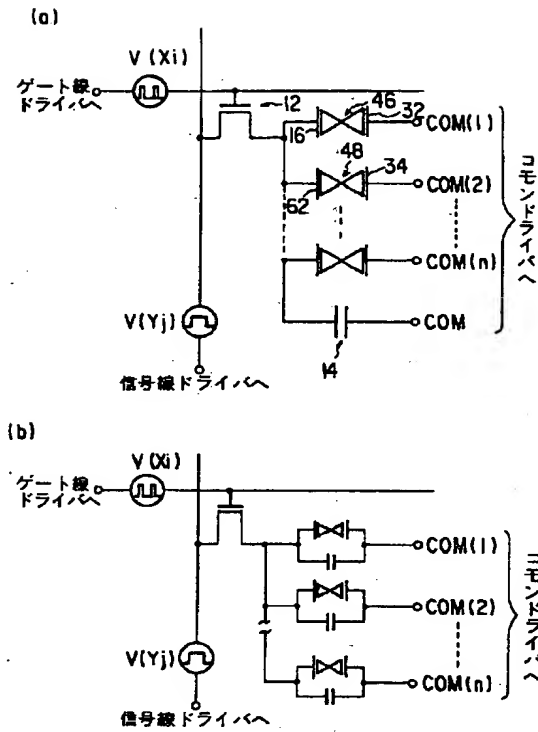 (a)
V(Xi)
ゲート線
ドライバへ
12
46
32
16
COM(1)
48
34
62
COM(2)
COM(n)
COM
14
コモンドライバへ
V(Yj)
信号線ドライバへ
(b)
V(Xi)
ゲート線
ドライバへ
COM(1)
COM(2)
COM(n)
コモンドライバへ
V(Yj)
信号線ドライバへ